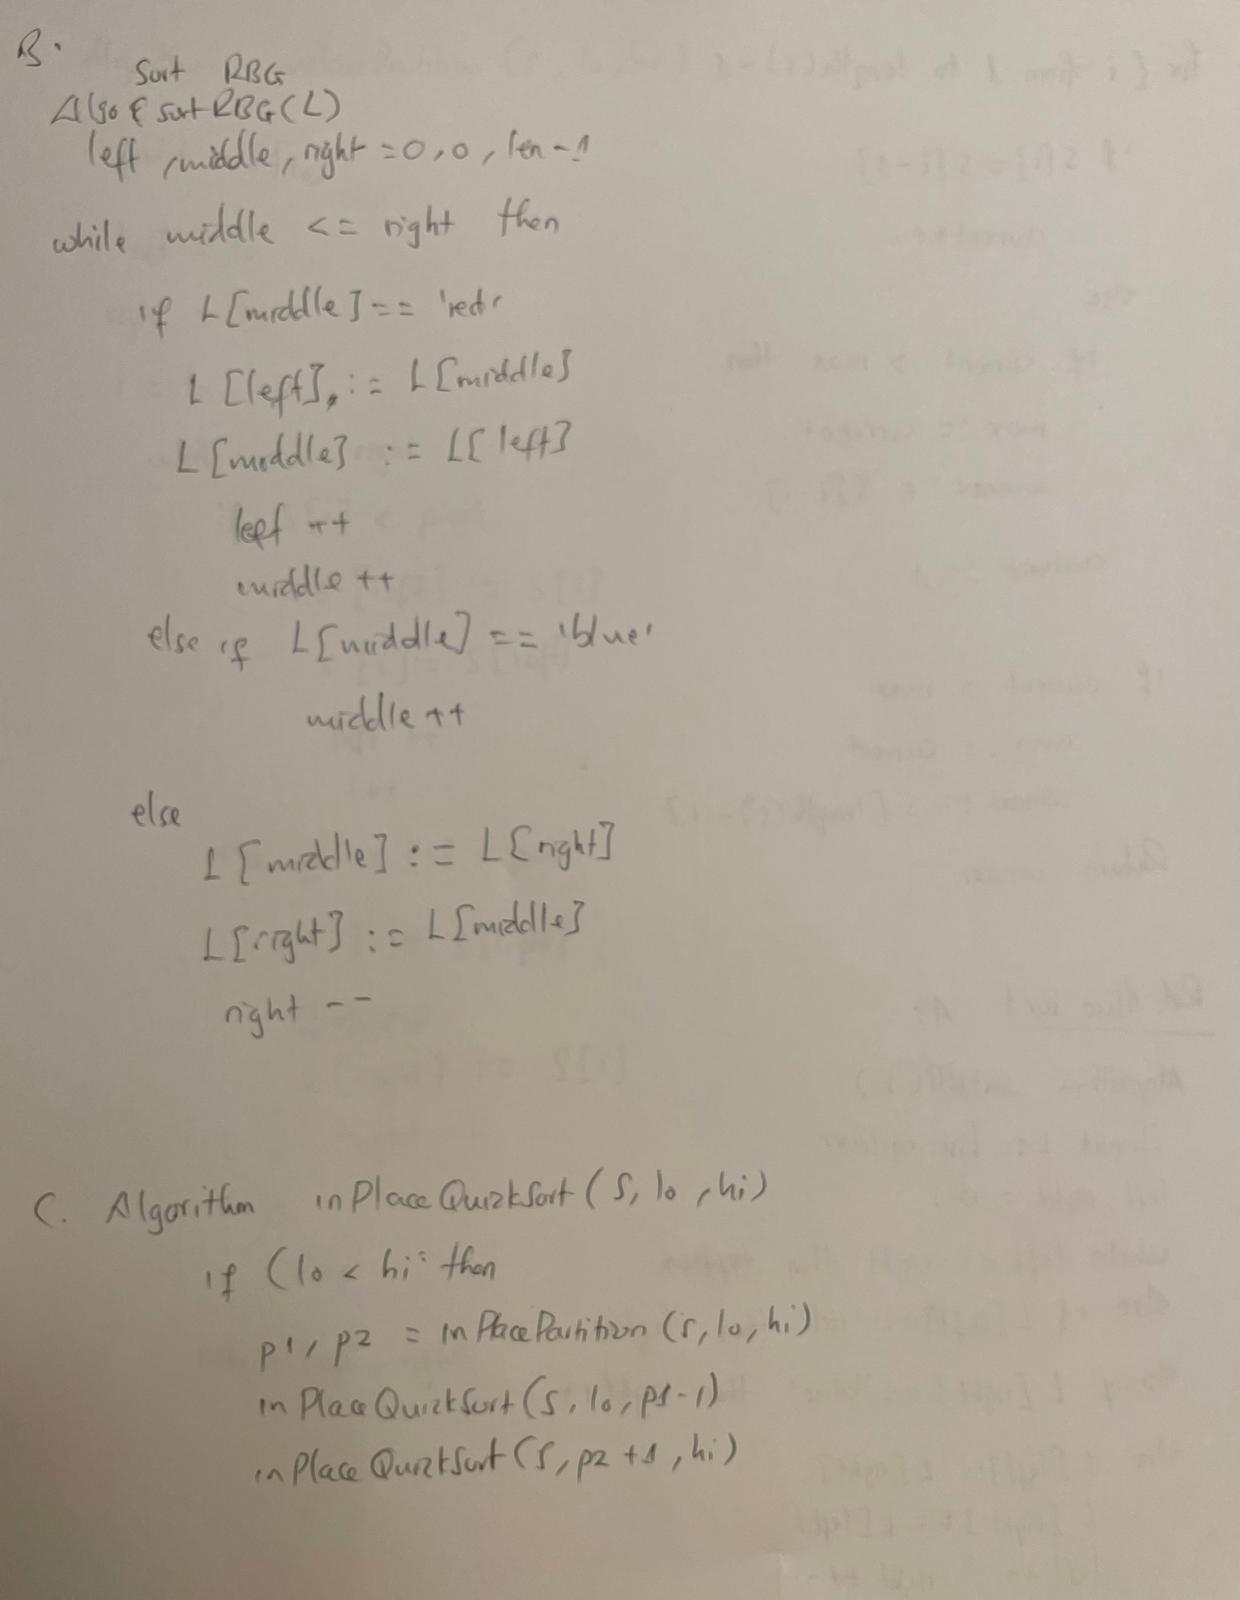 B.
Sort RBG
Algo & sortRBG(L)
left, middle, right = 0, 0, len - 1
while middle <= right then
if L[middle] == 'red'
L[left], := L[middle]
L[middle] := L[left]
left ++
middle ++
else if L[middle] == 'blue'
middle ++
else
L[middle] := L[right]
L[right] := L[middle]
right --
C. Algorithm inPlaceQuickSort(S, lo, hi)
if (lo < hi: then
p1, p2 = inPlacePartition(S, lo, hi)
inPlaceQuickSort(S, lo, p1-1)
inPlaceQuickSort(S, p2 +1, hi)